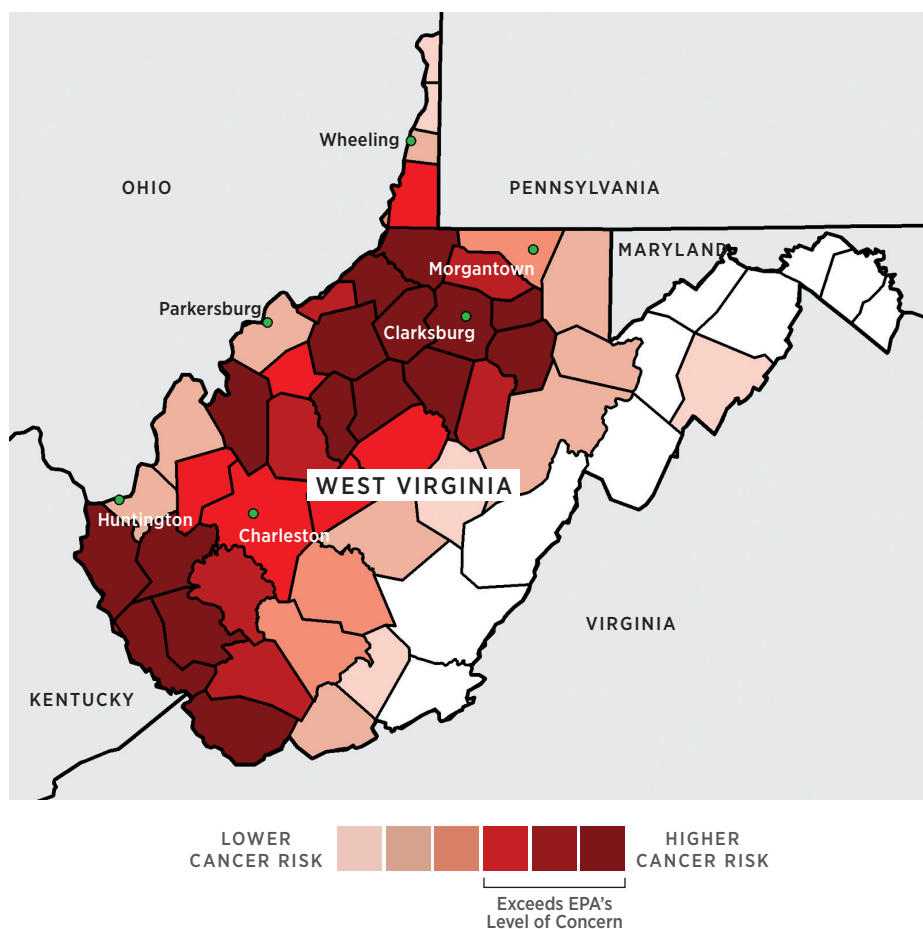 Wheeling
OHIO
PENNSYLVANIA
MARYLAND
Morgantown
Parkersburg
Clarksburg
WEST VIRGINIA
Huntington
Charleston
VIRGINIA
KENTUCKY
LOWER
CANCER RISK
HIGHER
CANCER RISK
Exceeds EPA's
Level of Concern